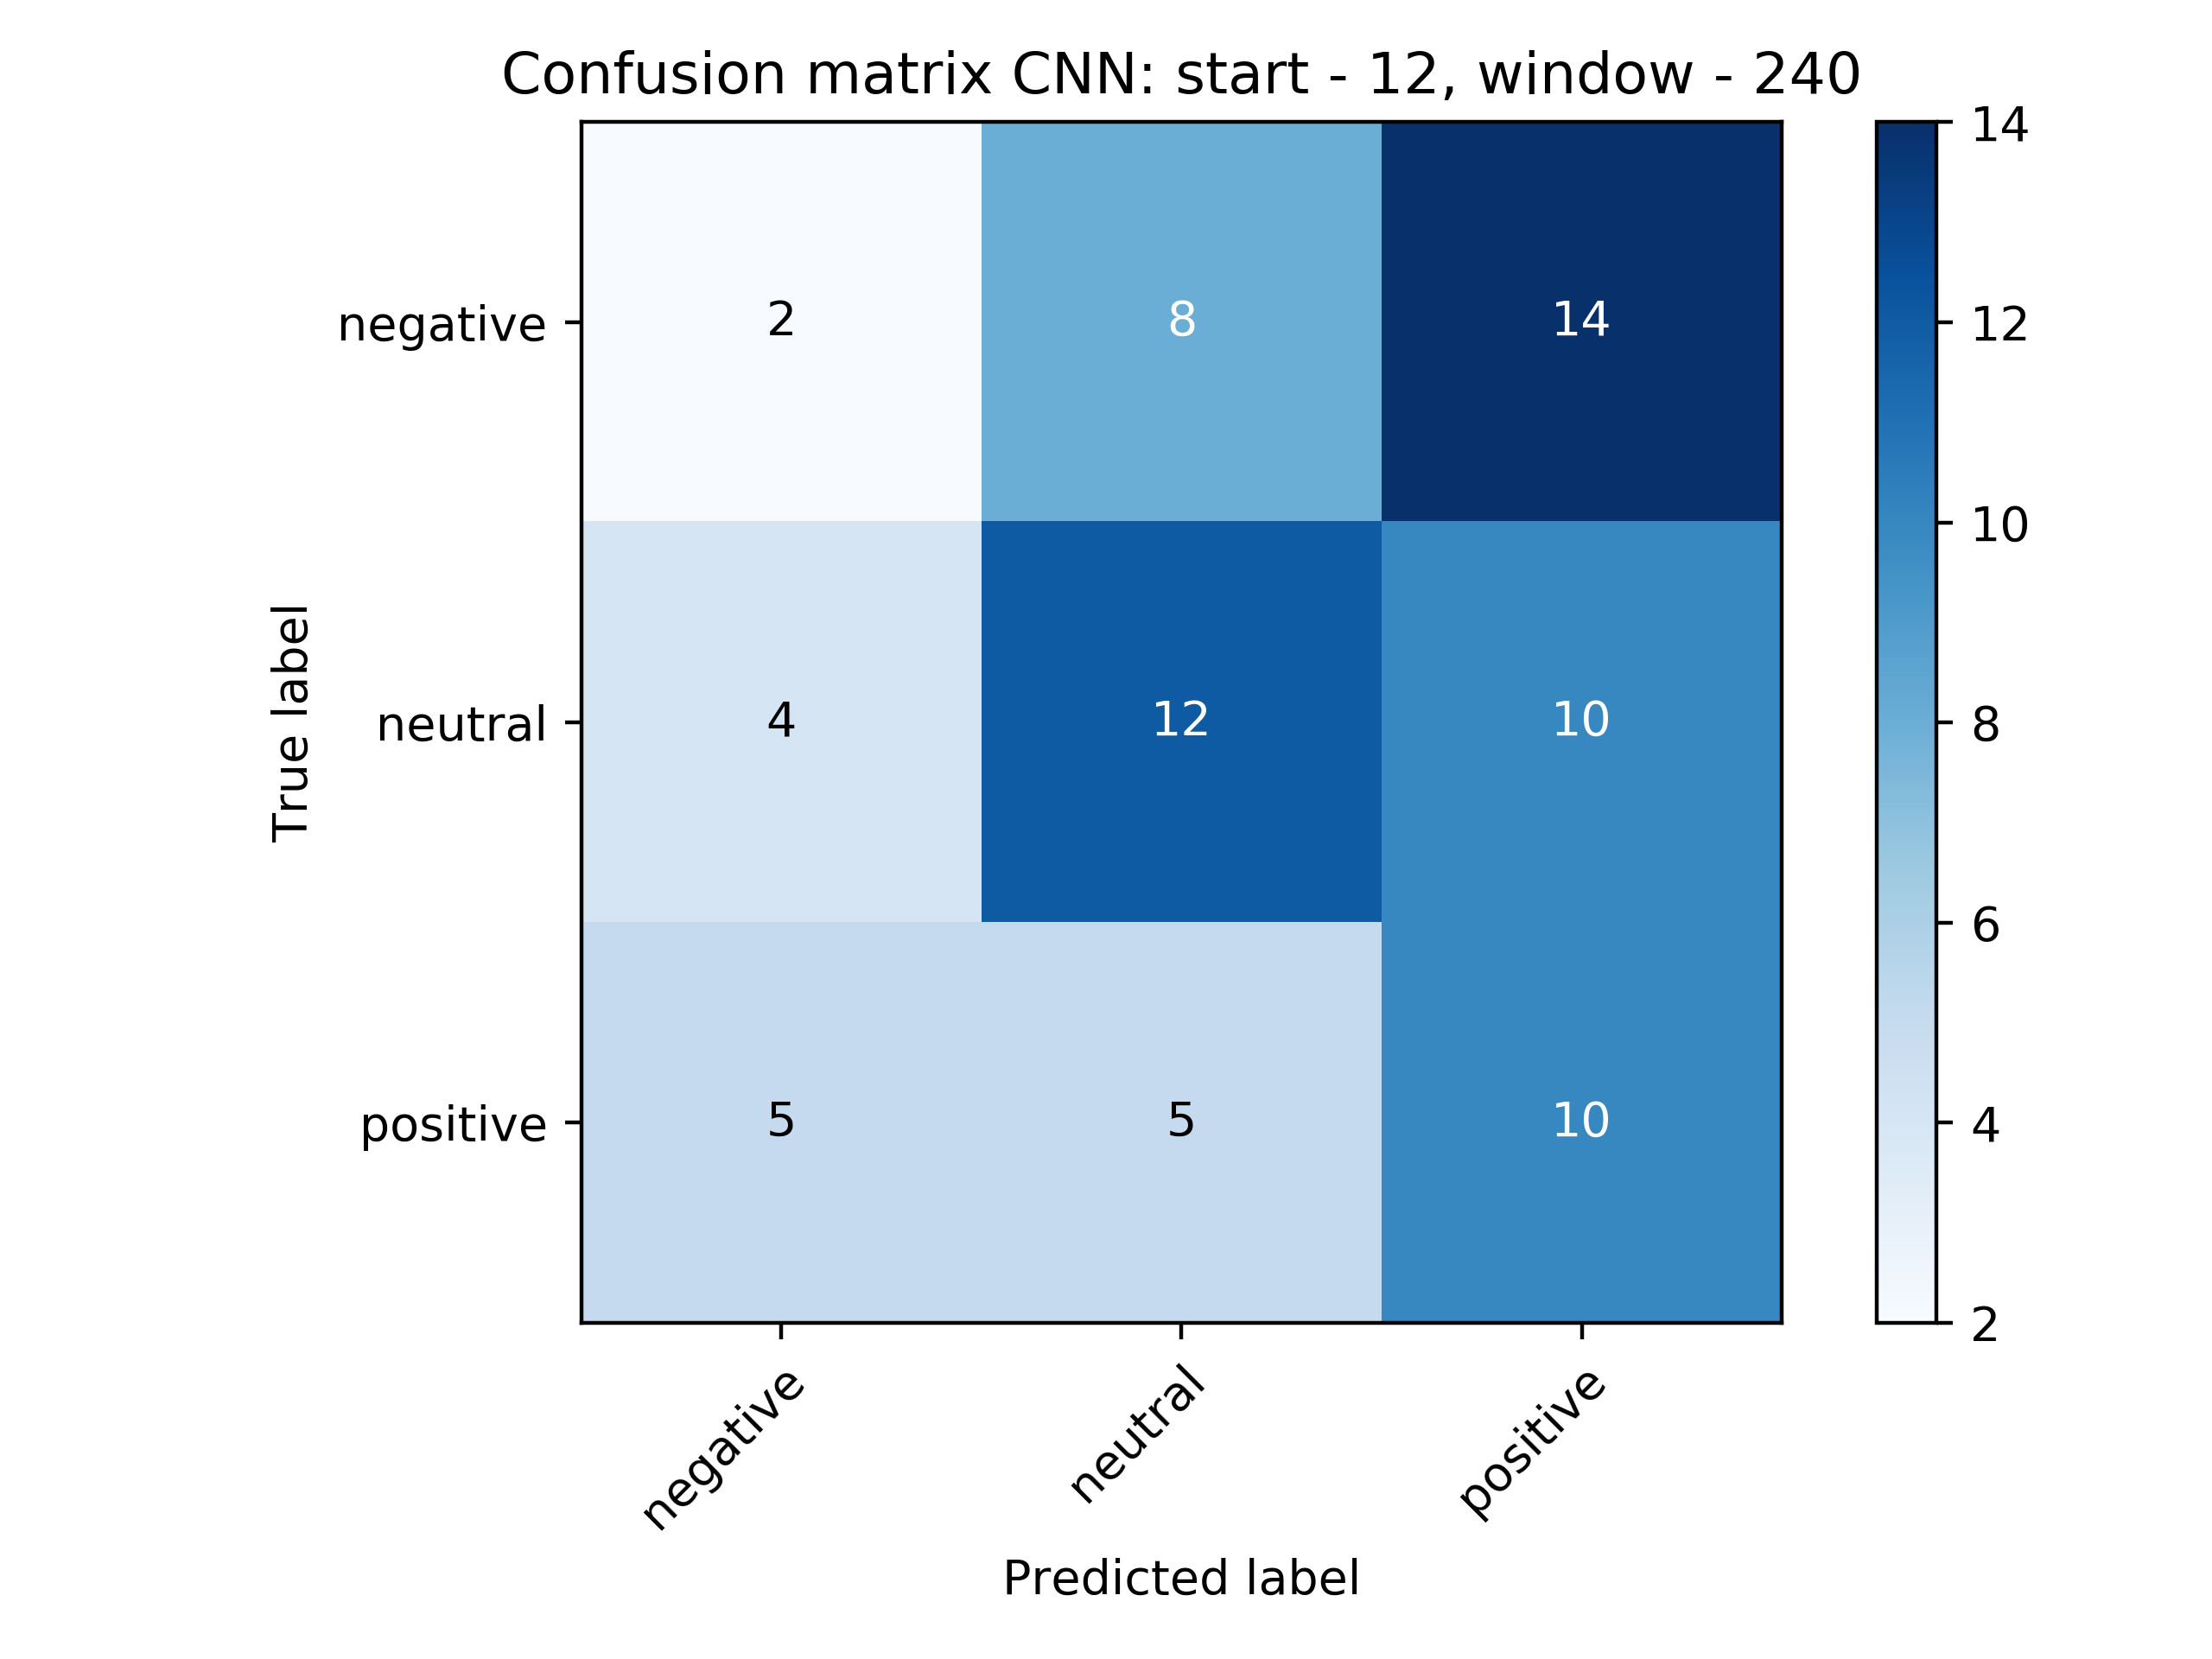 Confusion matrix CNN: start - 12, window - 240
14
12
10
8
6
4
2
True label
negative
2
8
14
neutral
4
12
10
positive
5
5
10
negative
neutral
positive
Predicted label